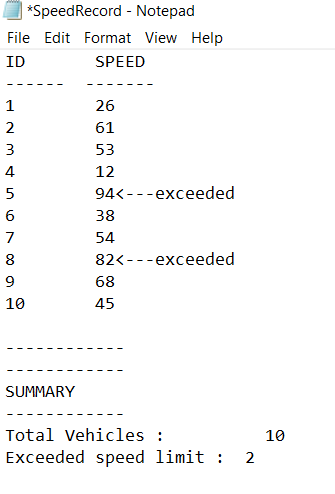 *SpeedRecord - Notepad
File Edit Format View Help
ID SPEED
------ -------
1 26
2 61
3 53
4 12
5 94<---exceeded
6 38
7 54
8 82<---exceeded
9 68
10 45
------------
------------
SUMMARY
------------
Total Vehicles : 10
Exceeded speed limit : 2